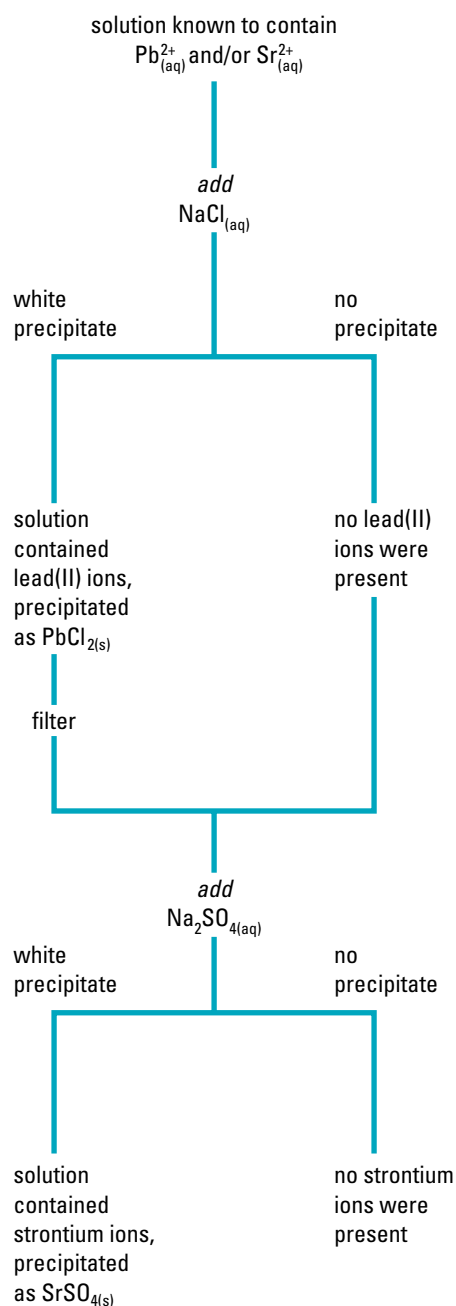 solution known to contain
Pb²⁺(aq) and/or Sr²⁺(aq)
add
NaCl(aq)
white
precipitate
no
precipitate
solution
contained
lead(II) ions,
precipitated
as PbCl₂(s)
no lead(II)
ions were
present
filter
add
Na₂SO₄(aq)
white
precipitate
no
precipitate
solution
contained
strontium ions,
precipitated
as SrSO₄(s)
no strontium
ions were
present